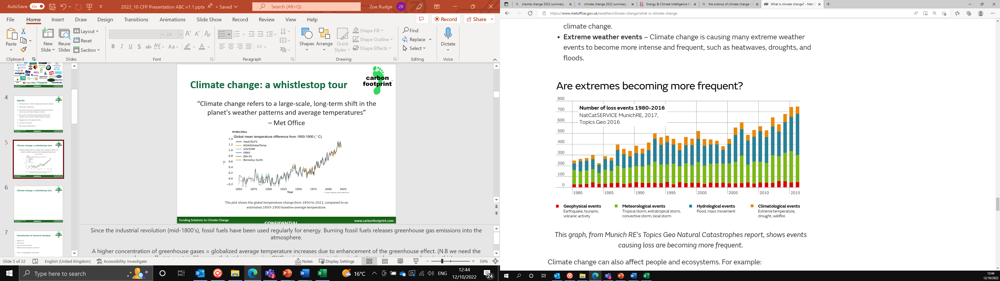 AutoSave On
2022_10 CFP Presentation ABC v1.1.pptx • Saved
Search (Alt+Q)
Zoe Rudge ZR
File Home Insert Draw Design Transitions Animations Slide Show Record Review View Help
Record Share
Paste
New Slide
Reuse Slides
Layout
Reset
Section
24
Shapes Arrange Quick Styles
Shape Fill
Shape Outline
Shape Effects
Find
Replace
Select
Dictate
Clipboard Slides Font Paragraph Drawing Editing Voice
4
Agenda
5
Climate change: a whistlestop tour
6
Climate change: a whistlestop tour
7
Introduction to Scenario-Analysis
Climate change: a whistlestop tour
carbon
footprint
“Climate change refers to a large-scale, long-term shift in the
planet's weather patterns and average temperatures”
– Met Office
Met Office
Global mean temperature difference from 1850-1900 (°C)
HadCRUT5
NOAAGlobalTemp
GISTEMP
ERA5
JRA-55
Berkeley Earth
1.4
1.2
1.0
0.8
0.6
0.4
0.2
0.0
−0.2
°C
1850 1875 1900 1925 1950 1975 2000 2025
Year
© Crown Copyright. Source: Met Office
This plot shows the global temperature change from 1850 to 2021, compared to an
estimated 1850-1900 baseline average temperature.
Funding Solutions to Climate Change
CONFIDENTIAL
www.carbonfootprint.com
Since the industrial revolution (mid-1800’s), fossil fuels have been used regularly for energy. Burning fossil fuels releases greenhouse gas emissions into the
atmosphere.
A higher concentration of greenhouse gases = globalized average temperature increases due to enhancement of the greenhouse effect. (N.B we need the
Slide 5 of 22 English (United Kingdom) Accessibility: Investigate Notes Display Settings 59%
Type here to search
16°C ENG
12:44
12/10/2022
24
cliamte change 2022 summary -
climate change 2022 summary -
Energy & Climate Intelligence U
the science of climate change -
What is climate change? - Met O
https://www.metoffice.gov.uk/weather/climate-change/what-is-climate-change
climate change.
• Extreme weather events – Climate change is causing many extreme weather
events to become more intense and frequent, such as heatwaves, droughts, and
floods.
Are extremes becoming more frequent?
800
700
600
500
400
300
200
100
0
Number of loss events 1980-2016
NatCatSERVICE MunichRE, 2017,
Topics Geo 2016
1980 1985 1990 1995 2000 2005 2010 2015
Geophysical events
Earthquake, tsunami,
volcanic activity
Meteorological events
Tropical storm, extratropical storm,
convective storm, local storm
Hydrological events
Flood, mass movement
Climatological events
Extreme temperature,
drought, wildfire
This graph, from Munich RE's Topics Geo Natural Catastrophes report, shows events
causing loss are becoming more frequent.
Climate change can also affect people and ecosystems. For example:
12:44
12/10/2022